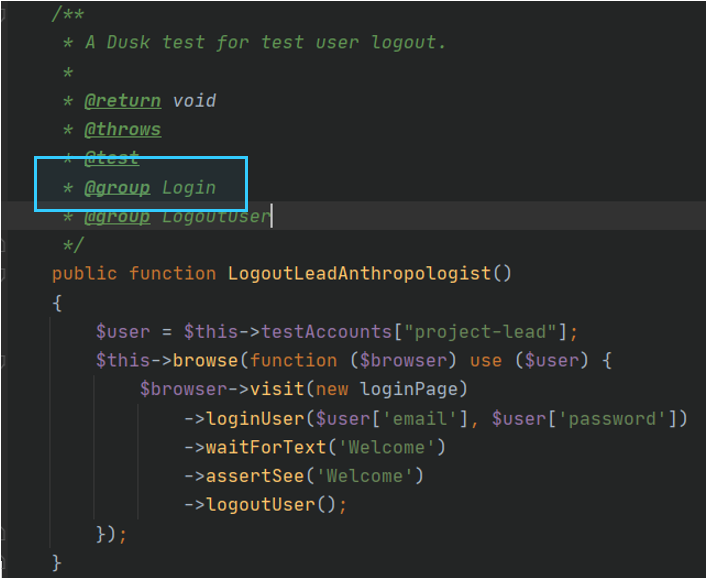 /**
* A Dusk test for test user logout.
*
* @return void
* @throws
* @test
* @group Login
* @group LogoutUser
*/
public function LogoutLeadAnthropologist()
{
$user = $this->testAccounts["project-lead"];
$this->browse(function ($browser) use ($user) {
$browser->visit(new loginPage)
->loginUser($user['email'], $user['password'])
->waitForText('Welcome')
->assertSee('Welcome')
->logoutUser();
});
}